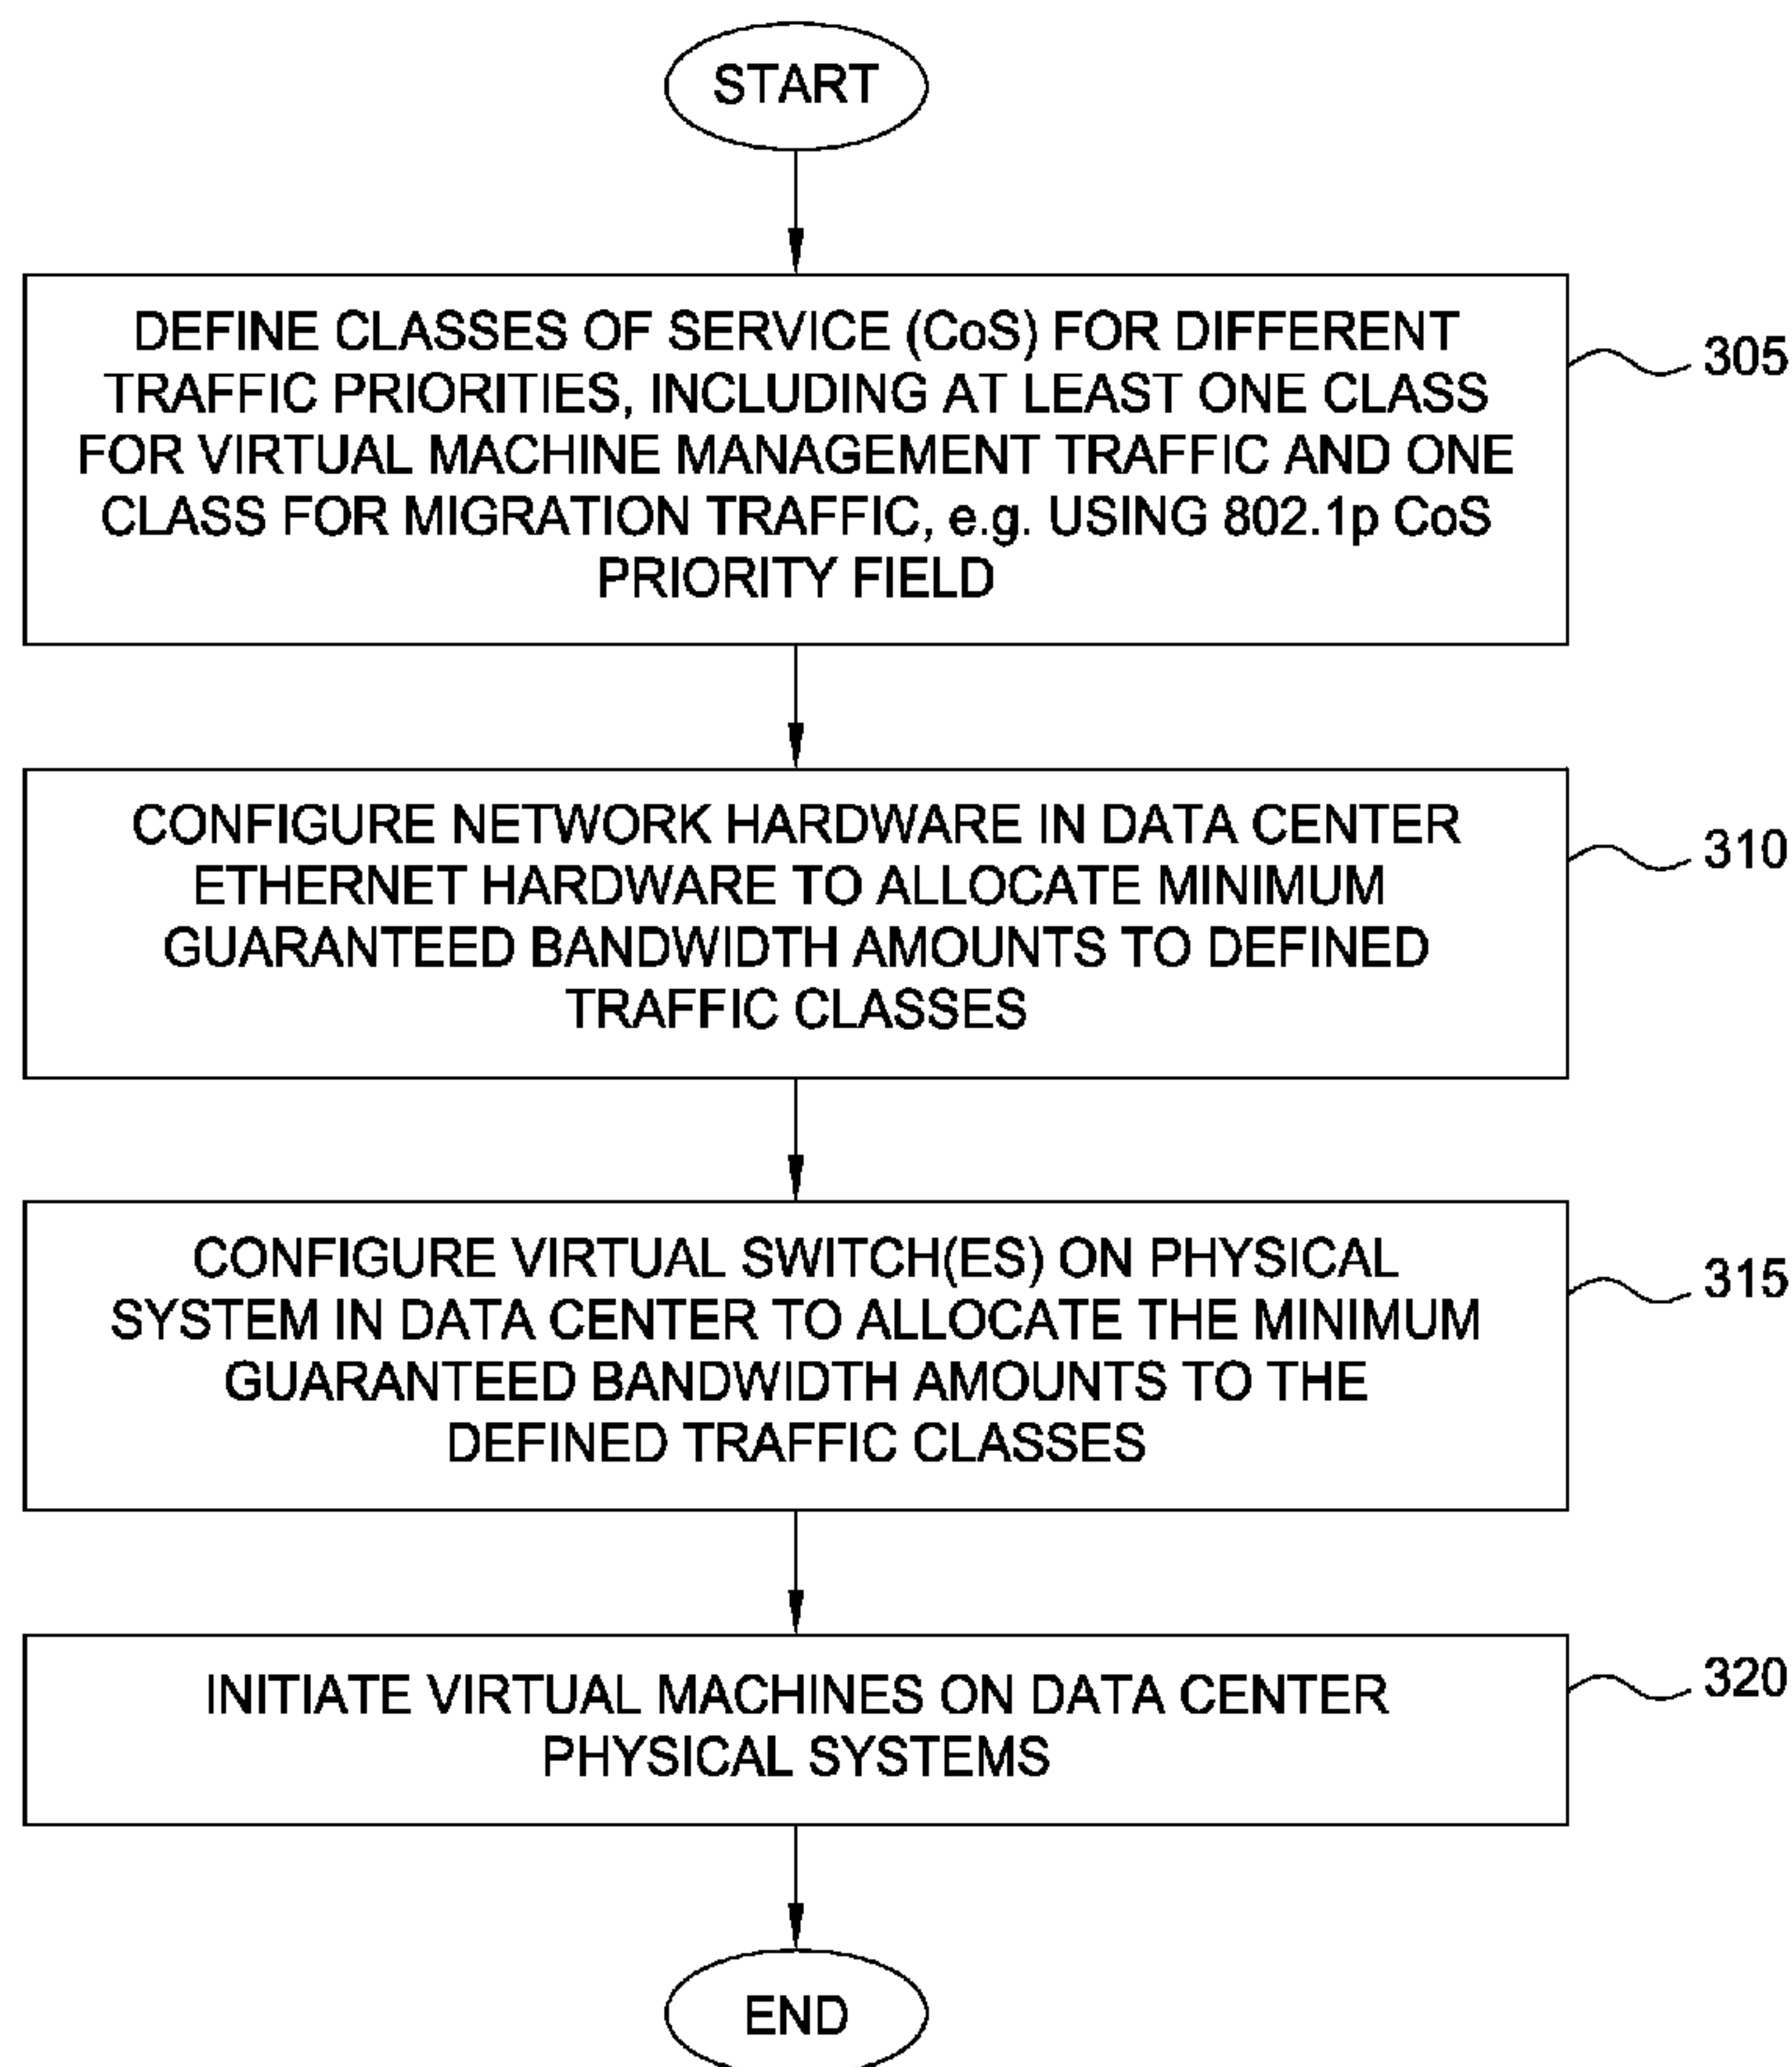 START
DEFINE CLASSES OF SERVICE (CoS) FOR DIFFERENT
TRAFFIC PRIORITIES, INCLUDING AT LEAST ONE CLASS
FOR VIRTUAL MACHINE MANAGEMENT TRAFFIC AND ONE
CLASS FOR MIGRATION TRAFFIC, e.g. USING 802.1p CoS
PRIORITY FIELD
305
CONFIGURE NETWORK HARDWARE IN DATA CENTER
ETHERNET HARDWARE TO ALLOCATE MINIMUM
GUARANTEED BANDWIDTH AMOUNTS TO DEFINED
TRAFFIC CLASSES
310
CONFIGURE VIRTUAL SWITCH(ES) ON PHYSICAL
SYSTEM IN DATA CENTER TO ALLOCATE THE MINIMUM
GUARANTEED BANDWIDTH AMOUNTS TO THE
DEFINED TRAFFIC CLASSES
315
INITIATE VIRTUAL MACHINES ON DATA CENTER
PHYSICAL SYSTEMS
320
END